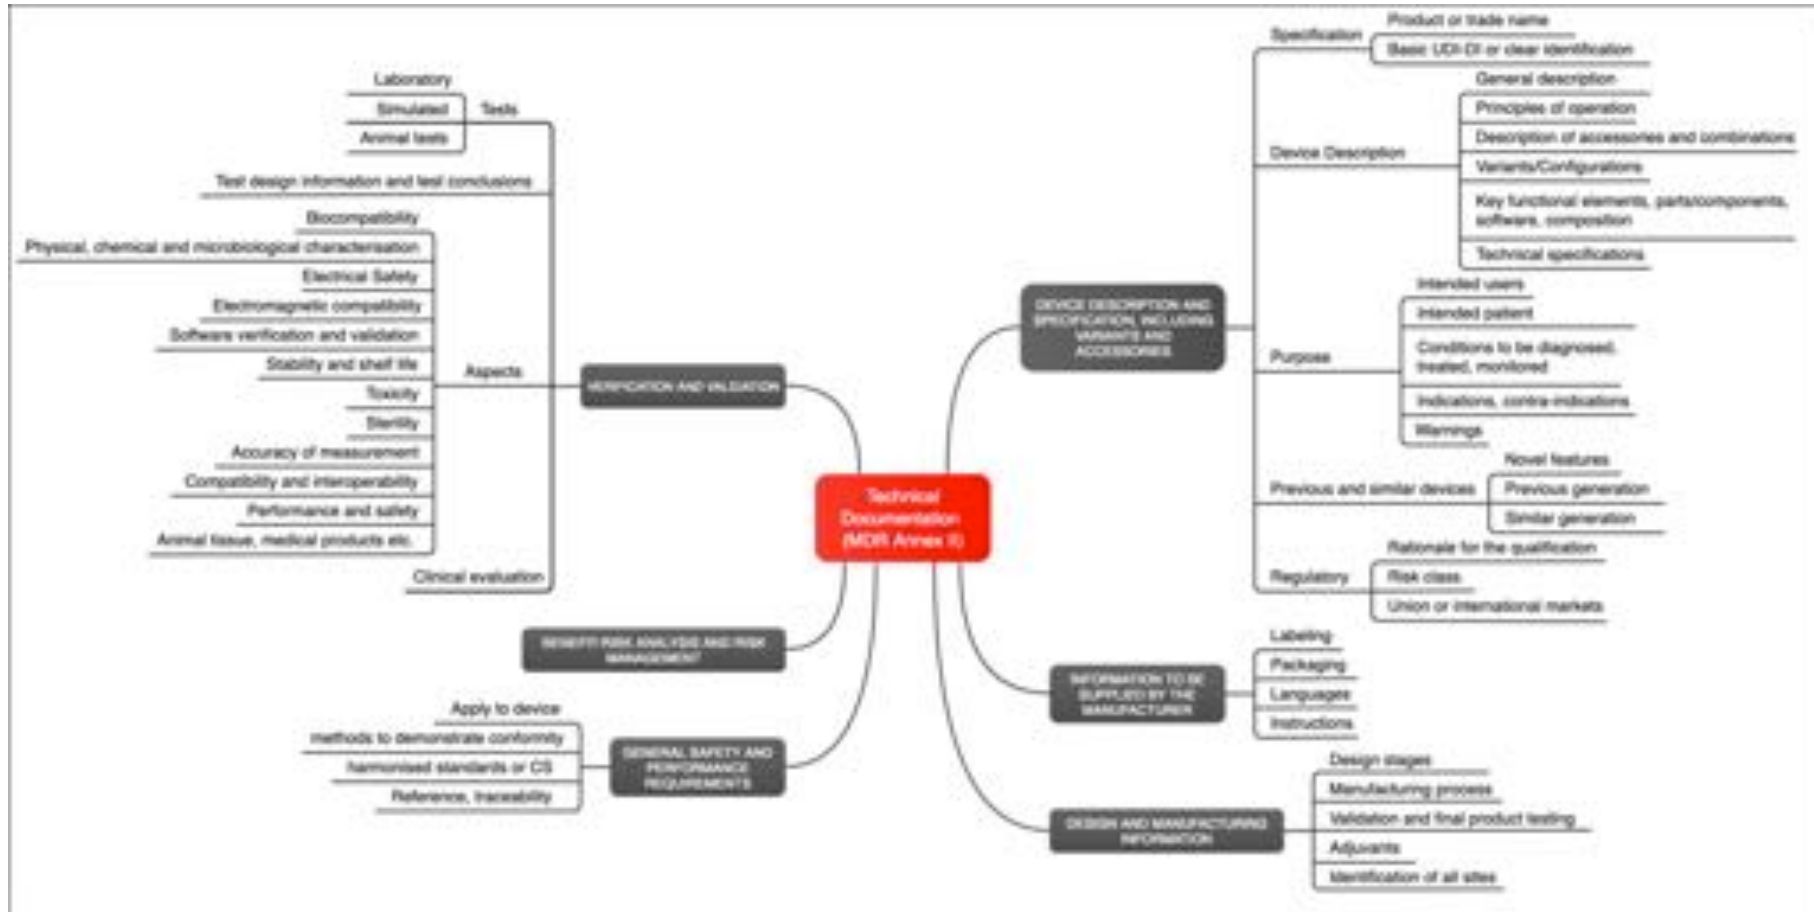 Technical
Documentation
(MDR Annex II)
DEVICE DESCRIPTION AND
SPECIFICATION, INCLUDING
VARIANTS AND
ACCESSORIES
Specification
Product or trade name
Basic UDI-DI or clear identification
Device Description
General description
Principles of operation
Description of accessories and combinations
Variants/Configurations
Key functional elements, parts/components,
software, composition
Technical specifications
Purpose
Intended users
Intended patient
Conditions to be diagnosed,
treated, monitored
Indications, contra-indications
Warnings
Previous and similar devices
Novel features
Previous generation
Similar generation
Regulatory
Rationale for the qualification
Risk class
Union or international markets
INFORMATION TO BE
SUPPLIED BY THE
MANUFACTURER
Labeling
Packaging
Languages
Instructions
DESIGN AND MANUFACTURING
INFORMATION
Design stages
Manufacturing process
Validation and final product testing
Adjuvants
Identification of all sites
GENERAL SAFETY AND
PERFORMANCE
REQUIREMENTS
Apply to device
methods to demonstrate conformity
harmonised standards or CS
Reference, traceability
BENEFIT-RISK ANALYSIS AND RISK
MANAGEMENT
VERIFICATION AND VALIDATION
Tests
Laboratory
Simulated
Animal tests
Test design information and test conclusions
Aspects
Biocompatibility
Physical, chemical and microbiological characterisation
Electrical Safety
Electromagnetic compatibility
Software verification and validation
Stability and shelf life
Toxicity
Sterility
Accuracy of measurement
Compatibility and interoperability
Performance and safety
Animal tissue, medical products etc.
Clinical evaluation